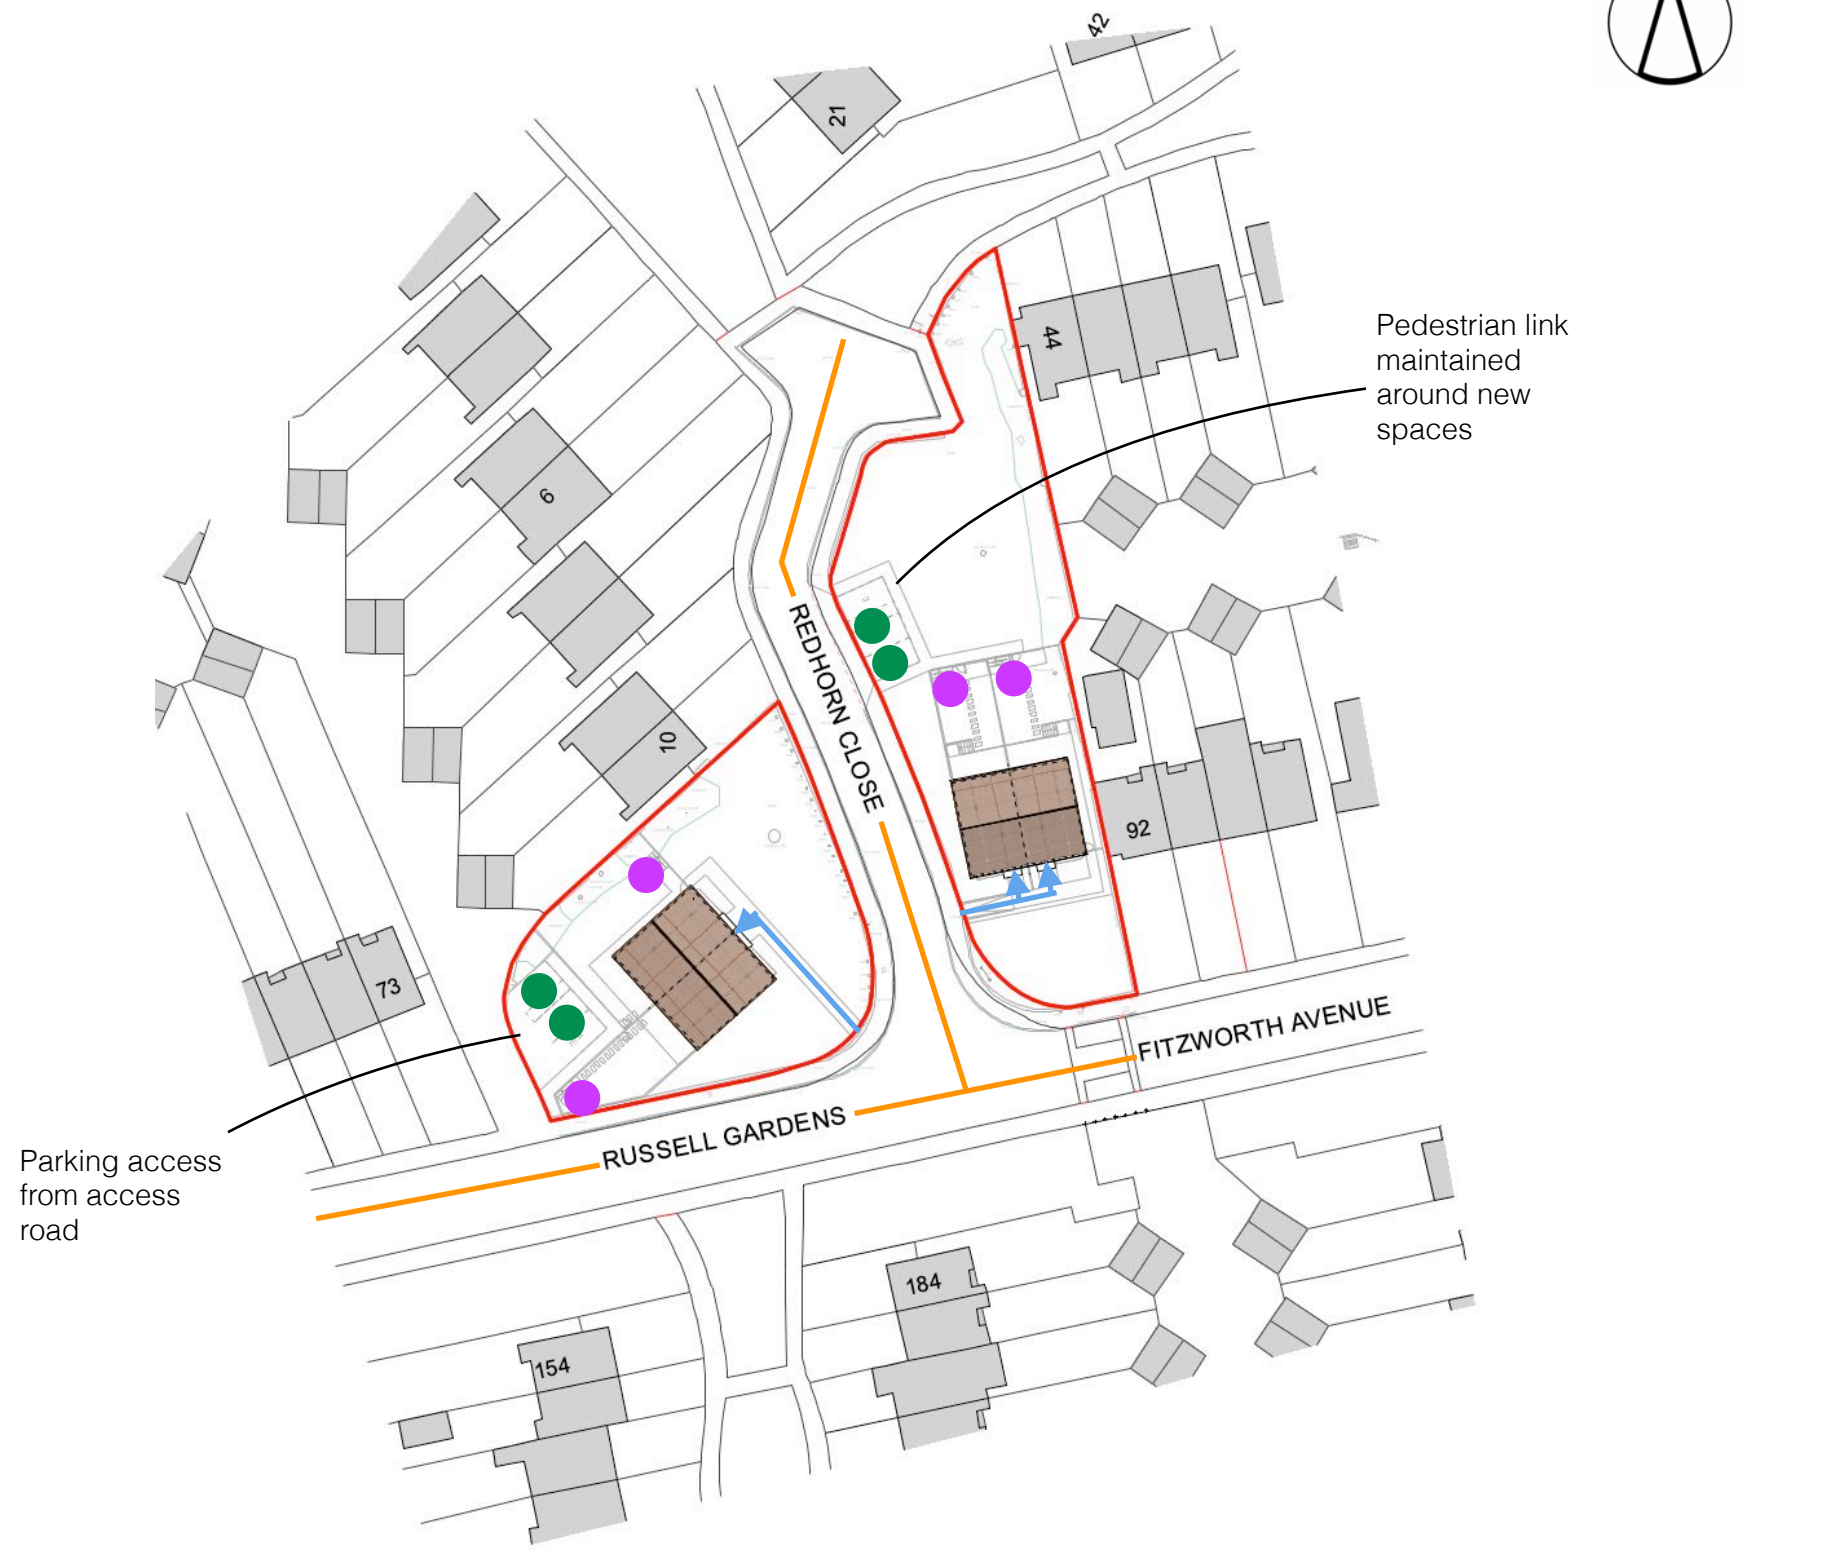 42
21
44
Pedestrian link
maintained
around new
spaces
6
REDHORN CLOSE
10
92
73
FITZWORTH AVENUE
RUSSELL GARDENS
Parking access
from access
road
184
154